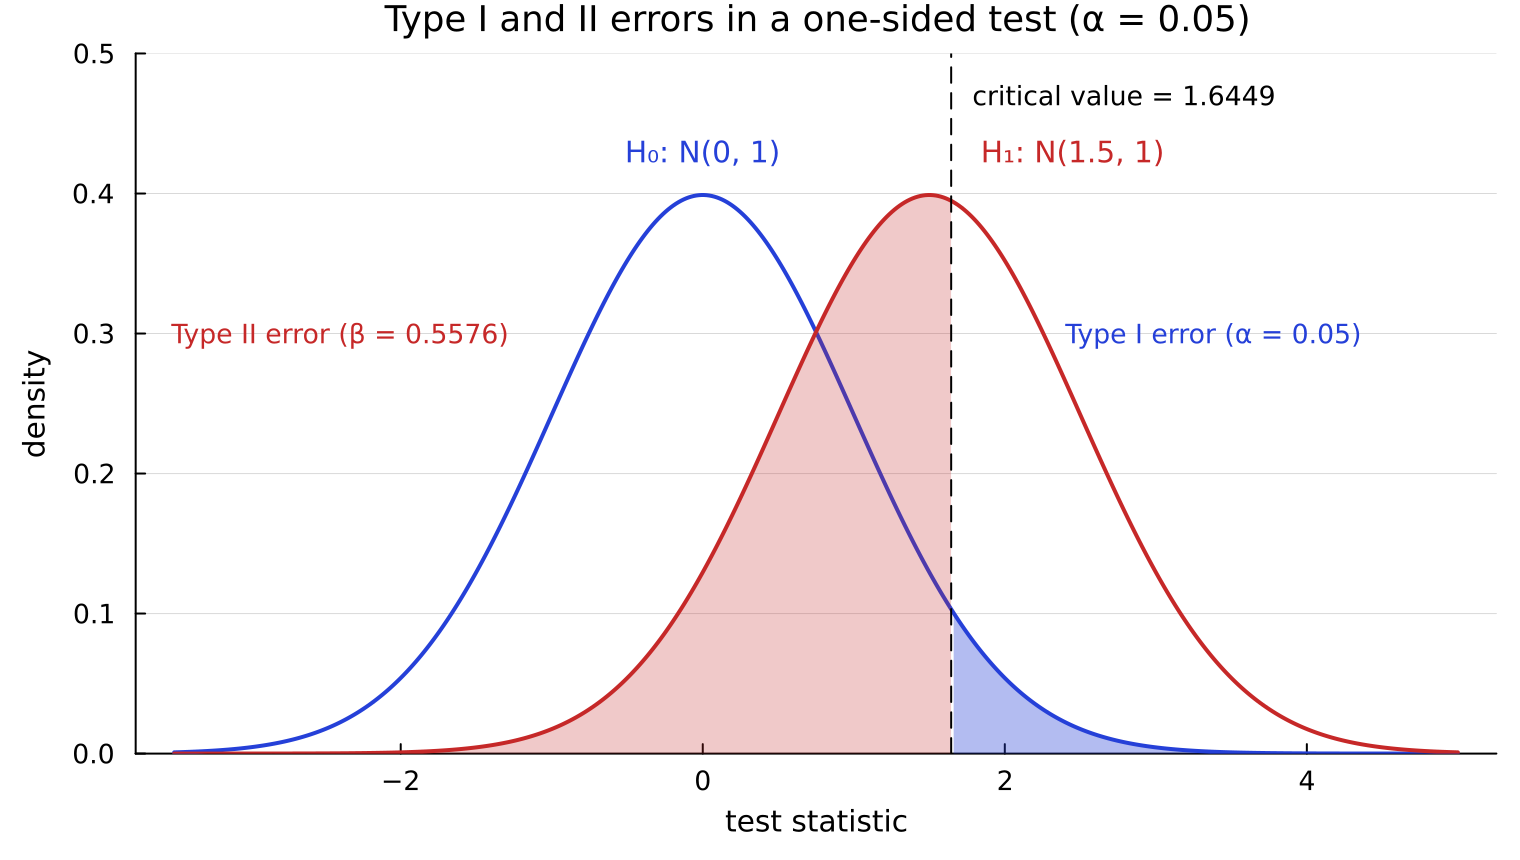 Type I and II errors in a one-sided test (α = 0.05)
0.5
critical value = 1.6449
H₀: N(0, 1)
H₁: N(1.5, 1)
0.4
Type II error (β = 0.5576)
0.3
Type I error (α = 0.05)
density
0.2
0.1
0.0
−2
0
2
4
test statistic